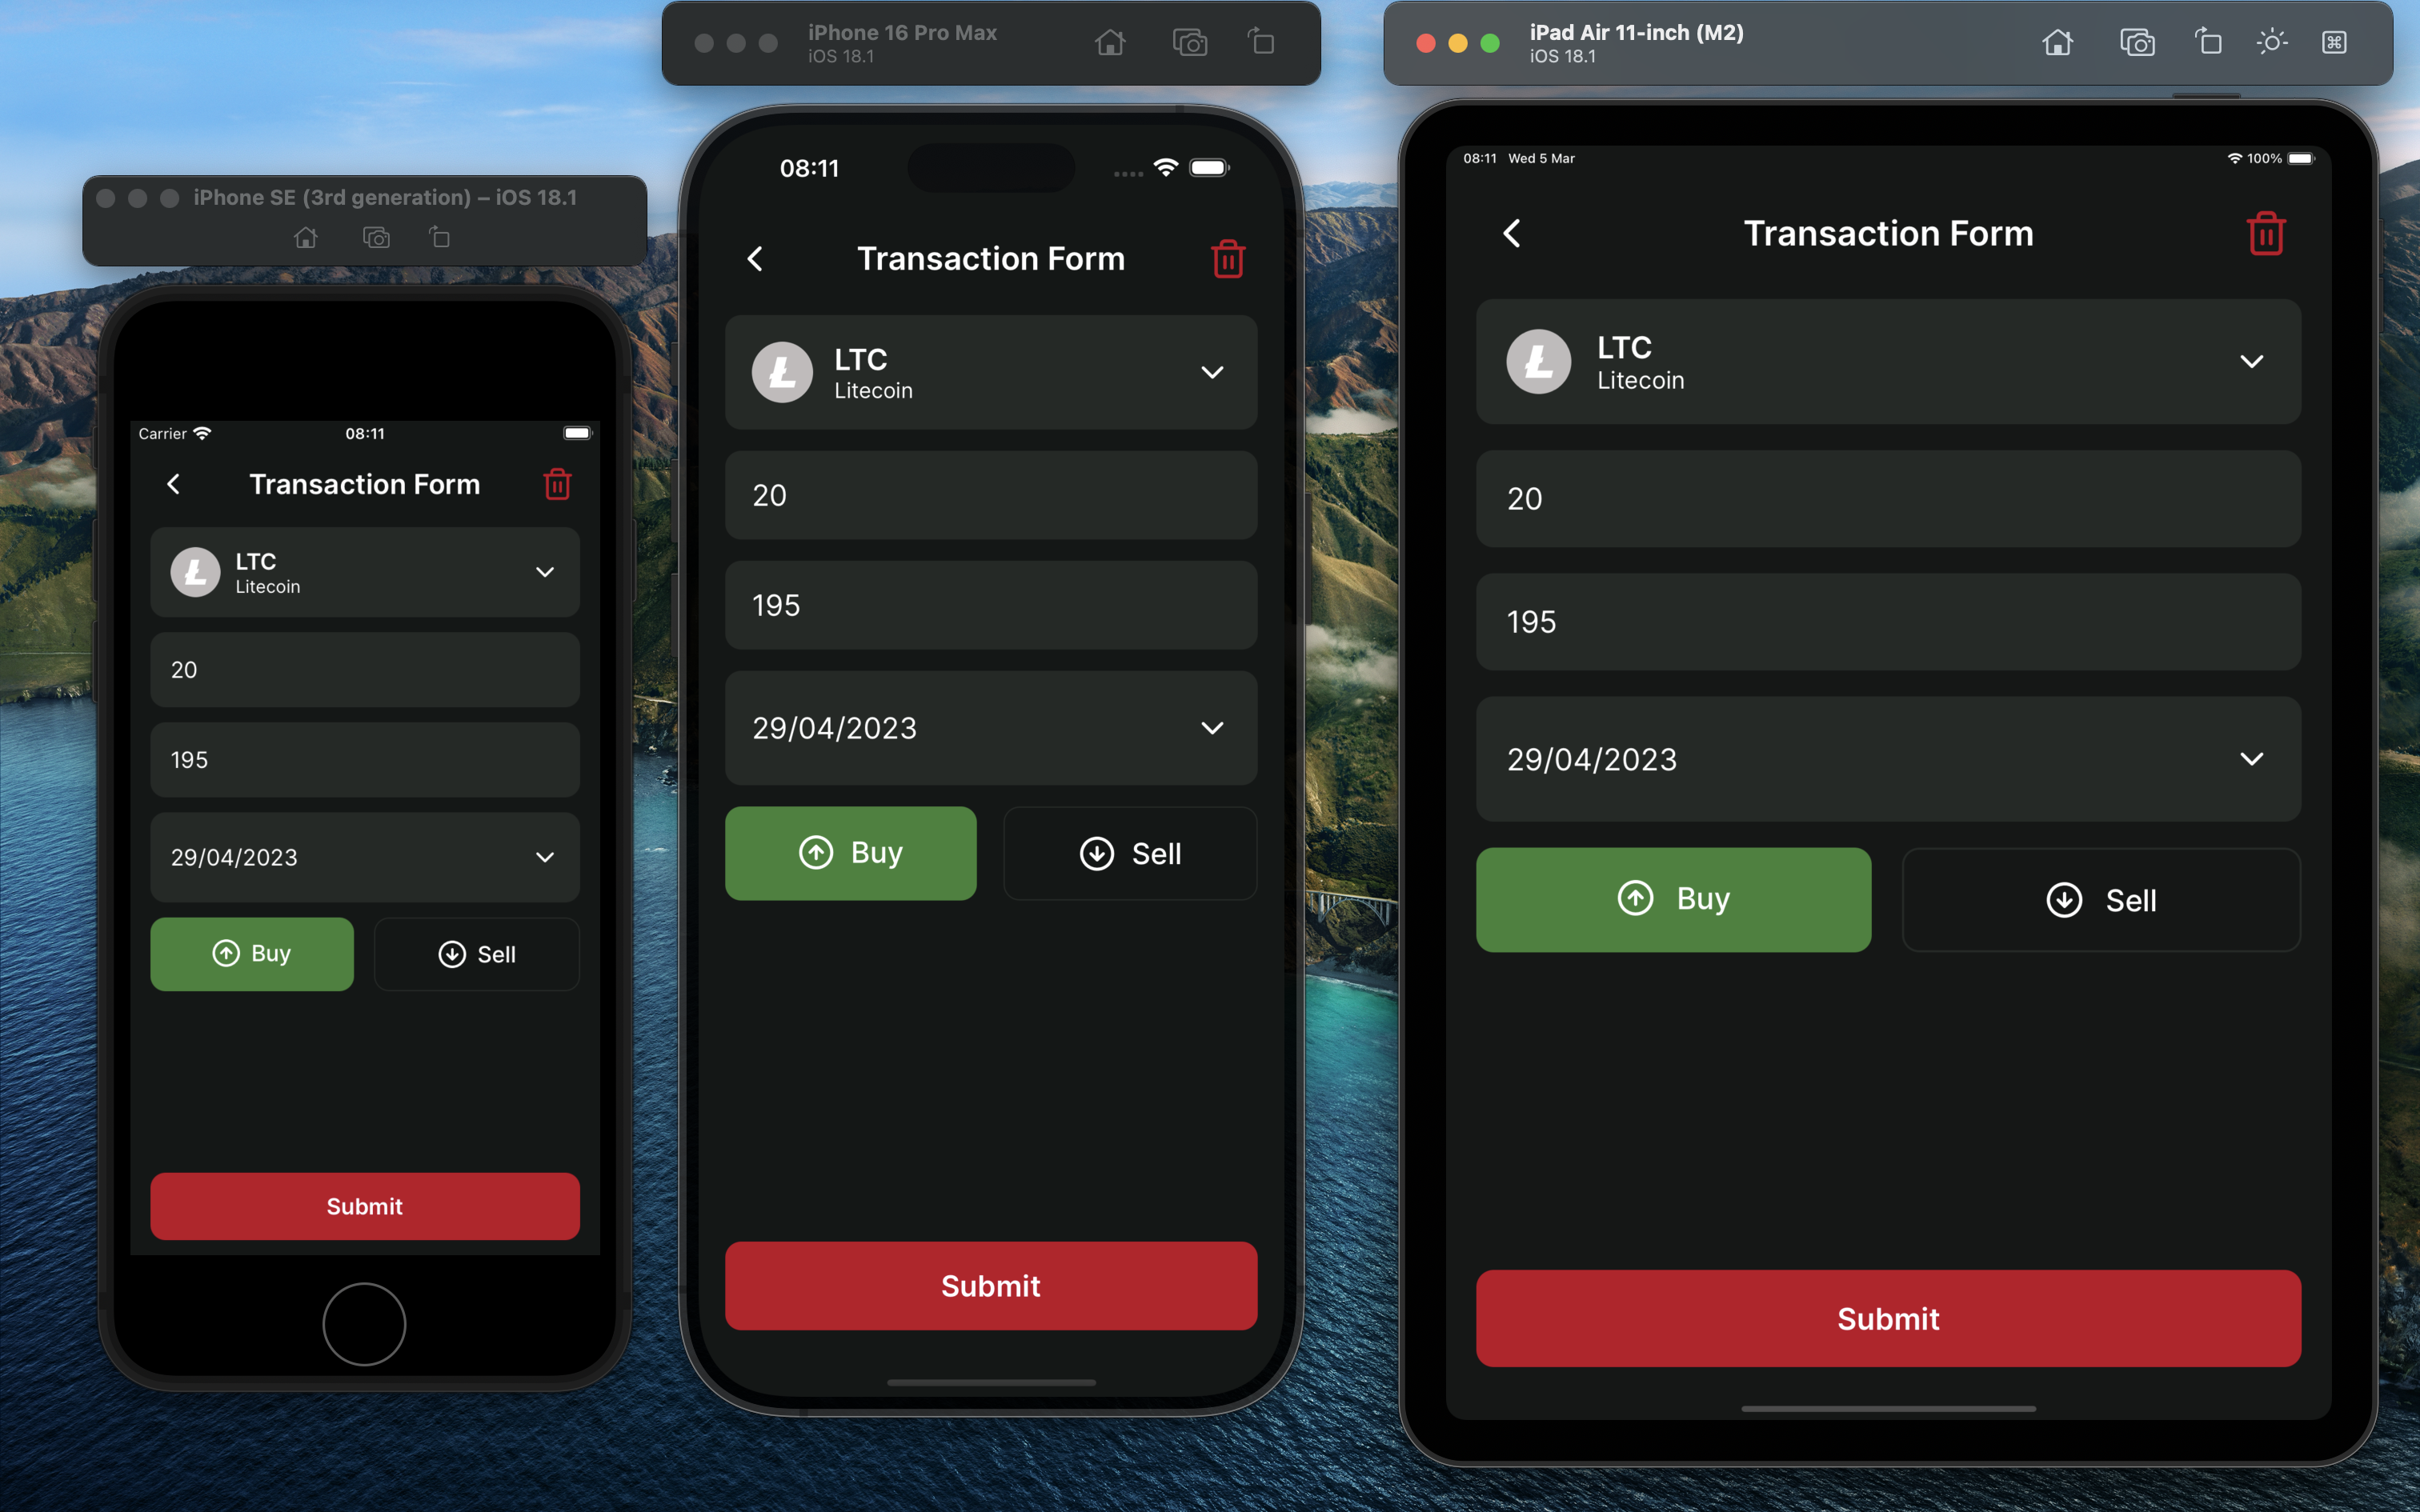 iPhone SE (3rd generation) – iOS 18.1
Carrier
08:11
Transaction Form
LTC
Litecoin
20
195
29/04/2023
Buy
Sell
Submit
iPhone 16 Pro Max
iOS 18.1
08:11
Transaction Form
LTC
Litecoin
20
195
29/04/2023
Buy
Sell
Submit
iPad Air 11-inch (M2)
iOS 18.1
08:11 Wed 5 Mar
100%
Transaction Form
LTC
Litecoin
20
195
29/04/2023
Buy
Sell
Submit